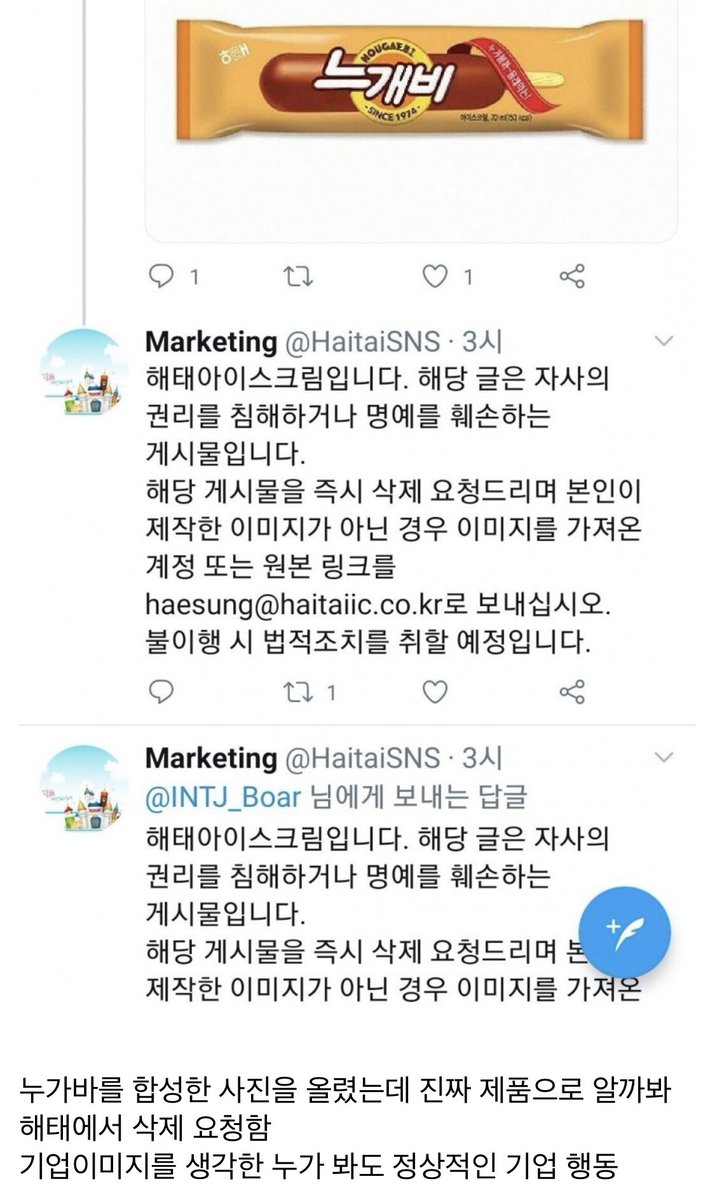 해태
NOUGAEBI
느개비
SINCE 1974
아이스크림, 70 ml(150 kcal)
1
1
Marketing @HaitaiSNS · 3시
해태아이스크림입니다. 해당 글은 자사의
권리를 침해하거나 명예를 훼손하는
게시물입니다.
해당 게시물을 즉시 삭제 요청드리며 본인이
제작한 이미지가 아닌 경우 이미지를 가져온
계정 또는 원본 링크를
haesung@haitaiic.co.kr로 보내십시오.
불이행 시 법적조치를 취할 예정입니다.
1
Marketing @HaitaiSNS · 3시
@INTJ_Boar 님에게 보내는 답글
해태아이스크림입니다. 해당 글은 자사의
권리를 침해하거나 명예를 훼손하는
게시물입니다.
해당 게시물을 즉시 삭제 요청드리며 본
제작한 이미지가 아닌 경우 이미지를 가져온
누가바를 합성한 사진을 올렸는데 진짜 제품으로 알까봐
해태에서 삭제 요청함
기업이미지를 생각한 누가 봐도 정상적인 기업 행동